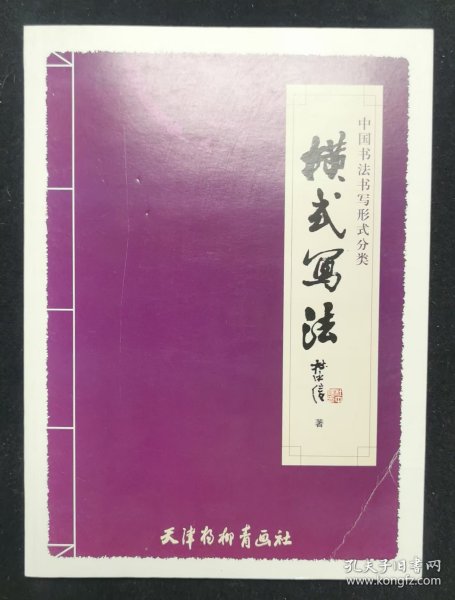 中国书法书写形式分类
横式写法
著
天津杨柳青画社
孔夫子旧书网
www.kongfz.com